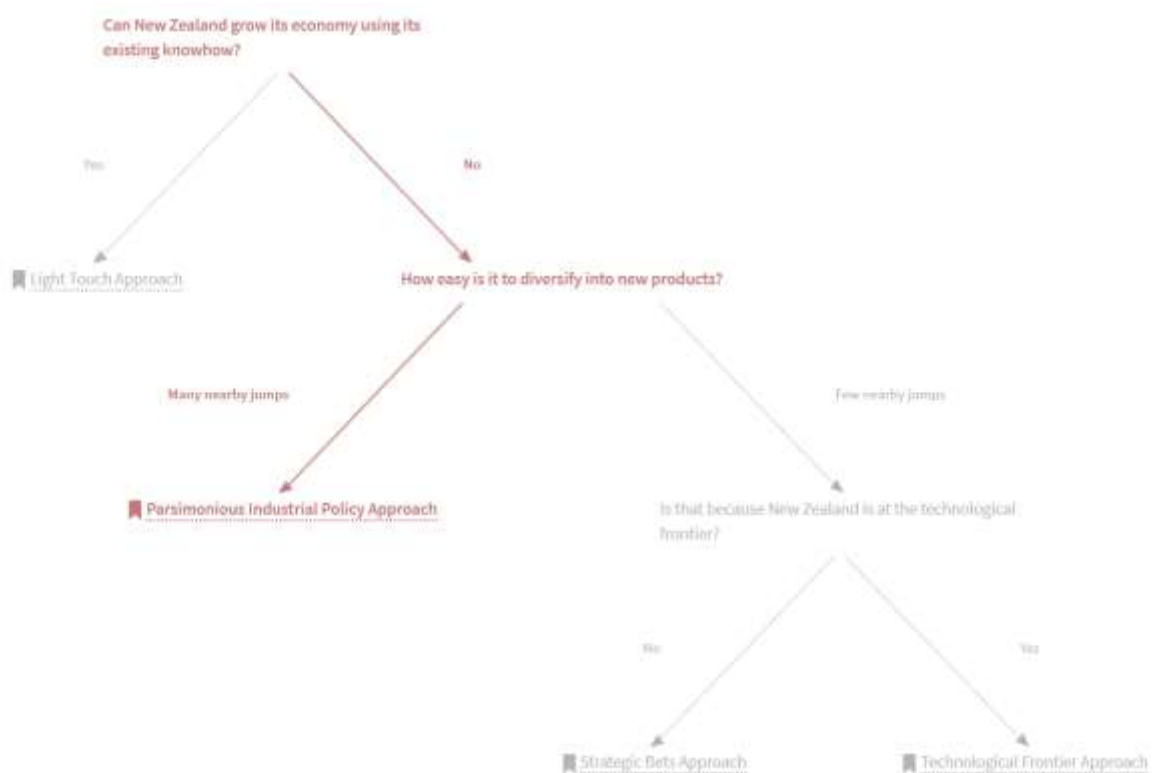 Can New Zealand grow its economy using its
existing knowhow?
Yes
No
Light Touch Approach
How easy is it to diversify into new products?
Many nearby jumps
Few nearby jumps
Parsimonious Industrial Policy Approach
Is that because New Zealand is at the technological
frontier?
No
Yes
Strategic Bets Approach
Technological Frontier Approach